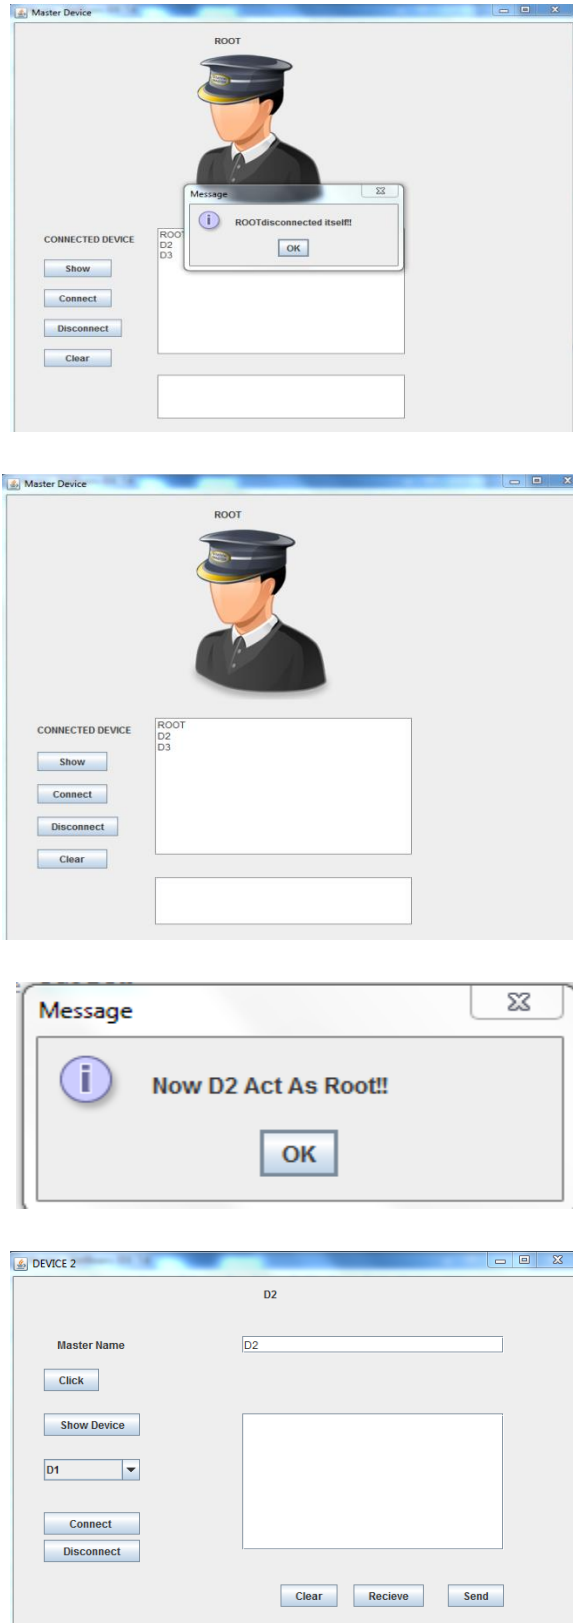 Master Device
ROOT
Message
ROOTdisconnected itself!!
OK
CONNECTED DEVICE
ROOT
D2
D3
Show
Connect
Disconnect
Clear
Master Device
ROOT
CONNECTED DEVICE
ROOT
D2
D3
Show
Connect
Disconnect
Clear
Message
Now D2 Act As Root!!
OK
DEVICE 2
D2
Master Name
D2
Click
Show Device
D1
Connect
Disconnect
Clear
Recieve
Send